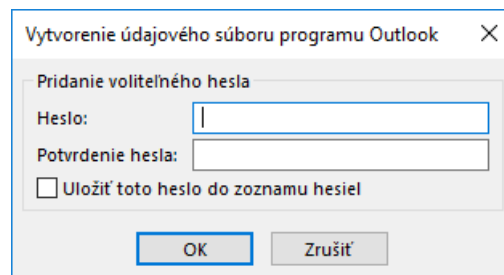 Vytvorenie údajového súboru programu Outlook
Pridanie voliteľného hesla
Heslo:
Potvrdenie hesla:
Uložiť toto heslo do zoznamu hesiel
OK Zrušiť